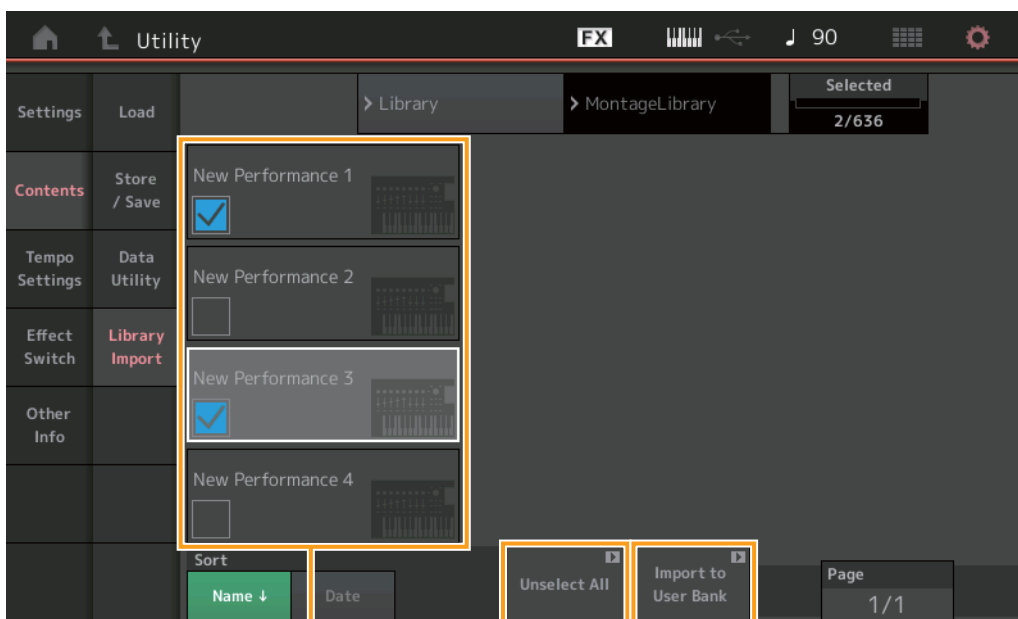 Utility
FX
♩ 90
Settings
Load
> Library
> MontageLibrary
Selected
2/636
Contents
Store
/ Save
New Performance 1
Tempo
Settings
Data
Utility
New Performance 2
Effect
Switch
Library
Import
New Performance 3
Other
Info
New Performance 4
Sort
Name ↓
Date
Unselect All
Import to
User Bank
Page
1/1